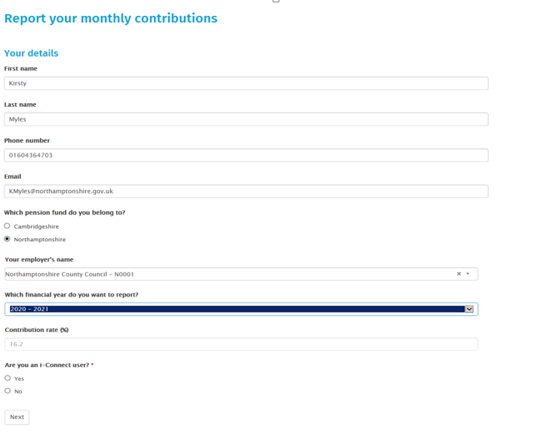 Report your monthly contributions
Your details
First name
Kirsty
Last name
Myles
Phone number
01604364703
Email
KMyles@northamptonshire.gov.uk
Which pension fund do you belong to?
Cambridgeshire
Northamptonshire
Your employer's name
Northamptonshire County Council - N0001
Which financial year do you want to report?
2020 - 2021
Contribution rate (%)
16.2
Are you an i-Connect user? *
Yes
No
Next